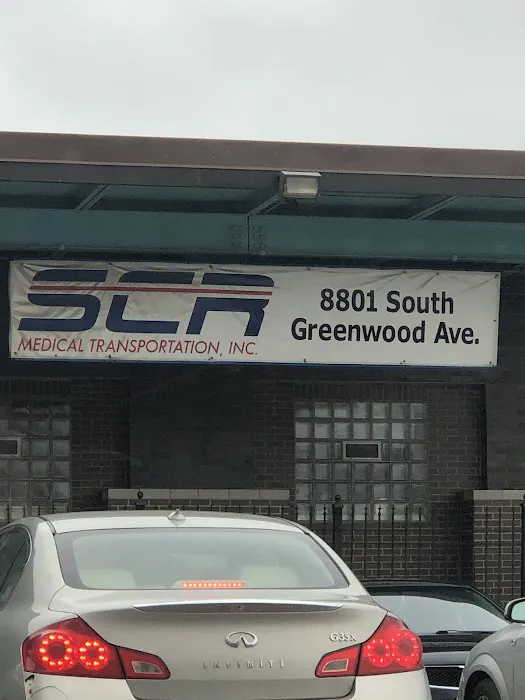 SCR
MEDICAL TRANSPORTATION, INC.
8801 South
Greenwood Ave.
G35x
INFINITI